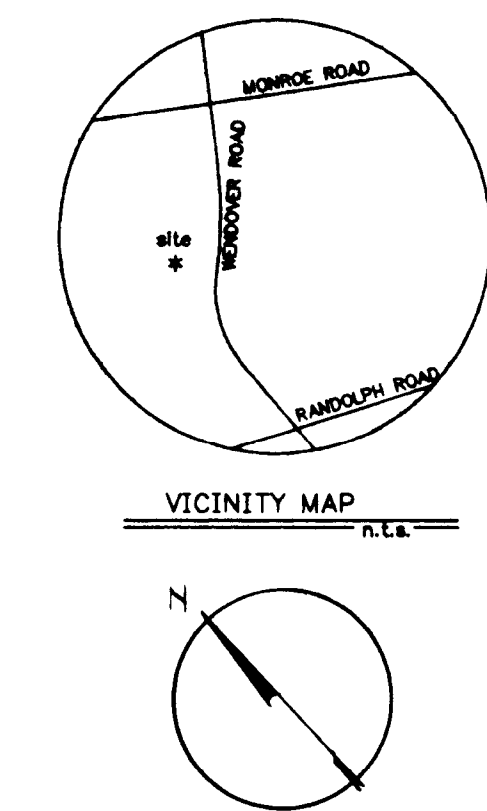 MONROE ROAD
WENDOVER ROAD
site
*
RANDOLPH ROAD
VICINITY MAP
n.t.s.
N